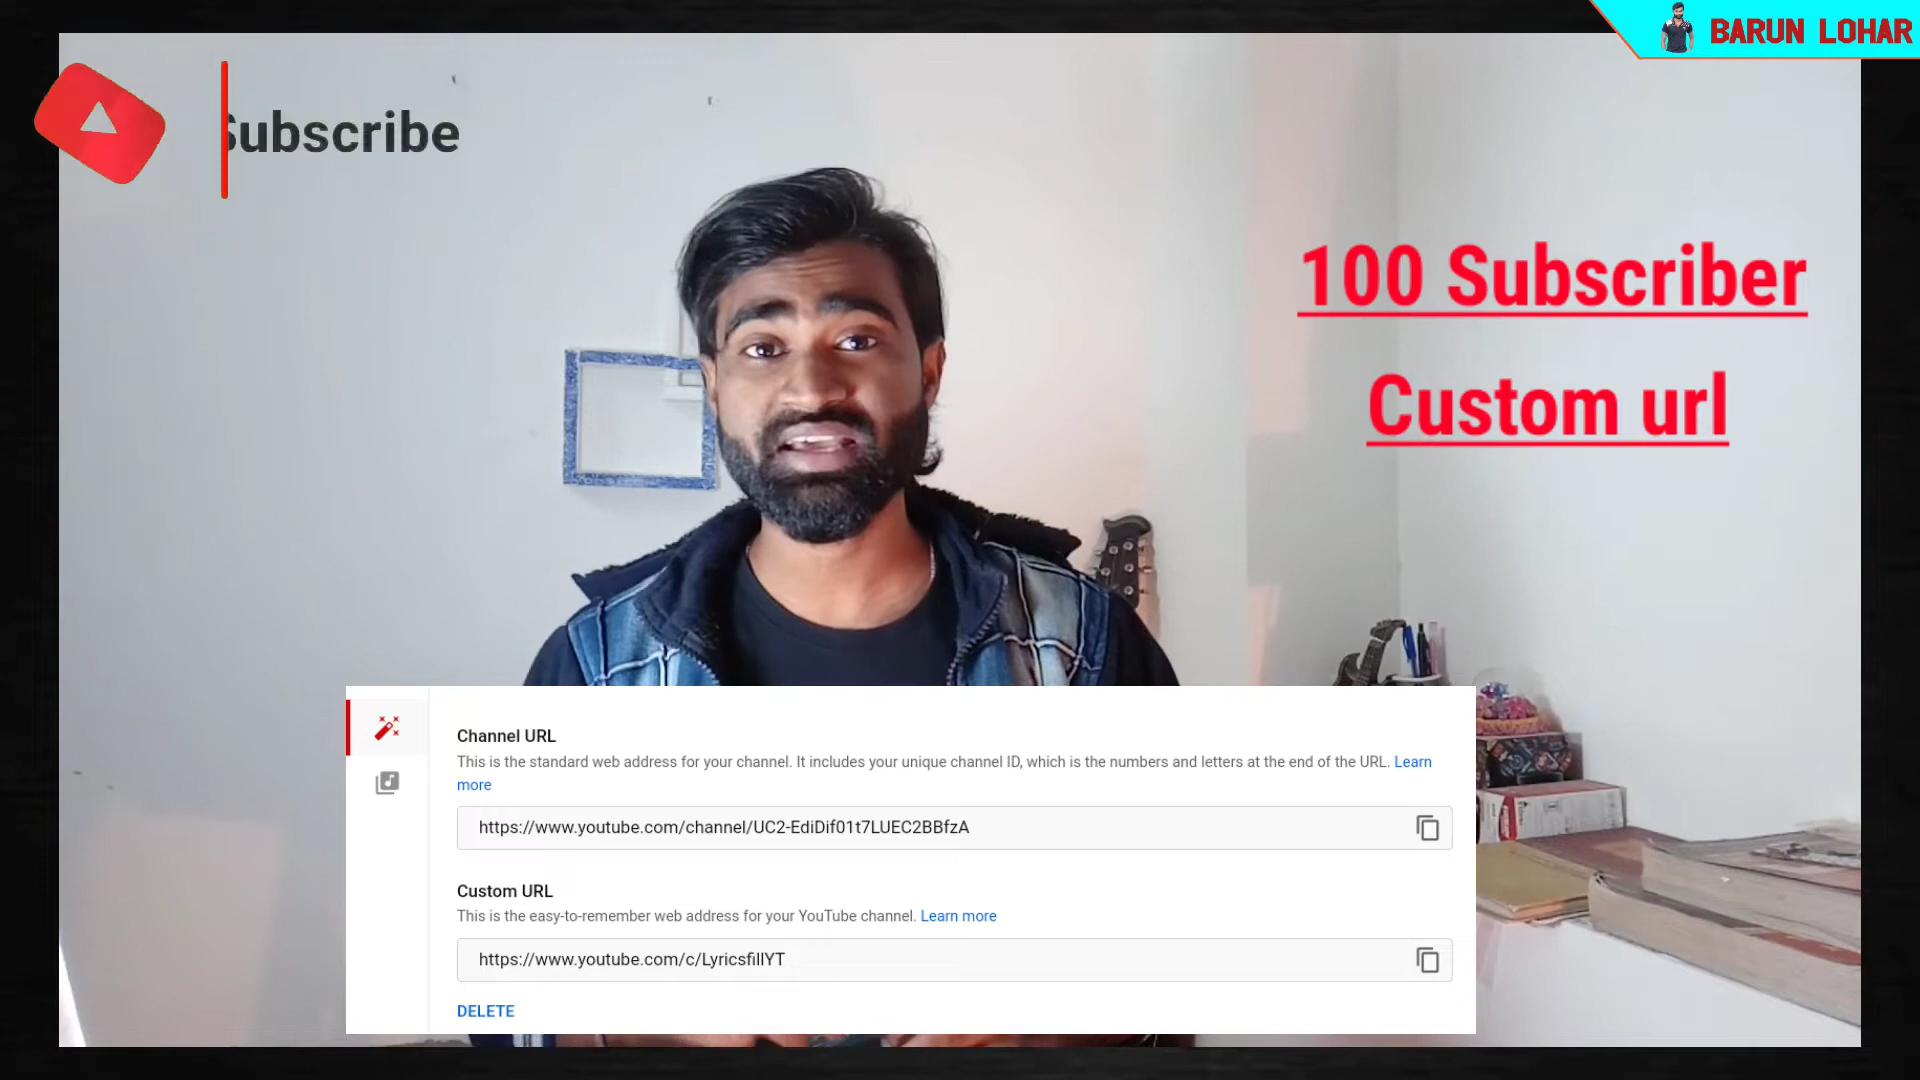 BARUN LOHAR
Subscribe
100 Subscriber
Custom url
Channel URL
This is the standard web address for your channel. It includes your unique channel ID, which is the numbers and letters at the end of the URL. Learn
more
https://www.youtube.com/channel/UC2-EdiDif01t7LUEC2BBfzA
Custom URL
This is the easy-to-remember web address for your YouTube channel. Learn more
https://www.youtube.com/c/LyricsfillYT
DELETE